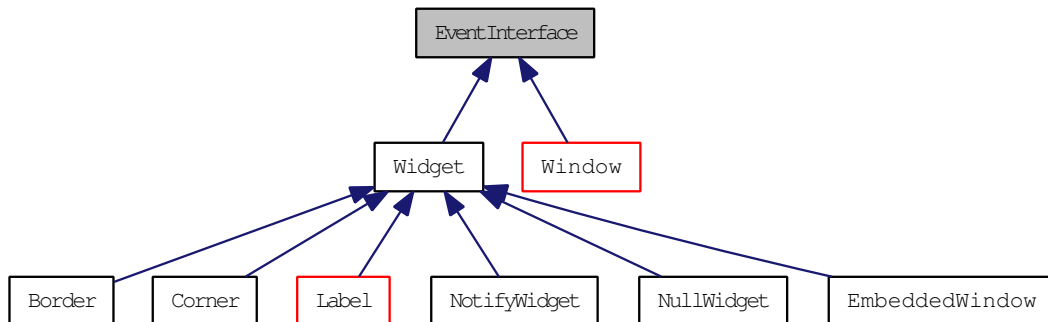 EventInterface
Widget
Window
Border
Corner
Label
NotifyWidget
NullWidget
EmbeddedWindow